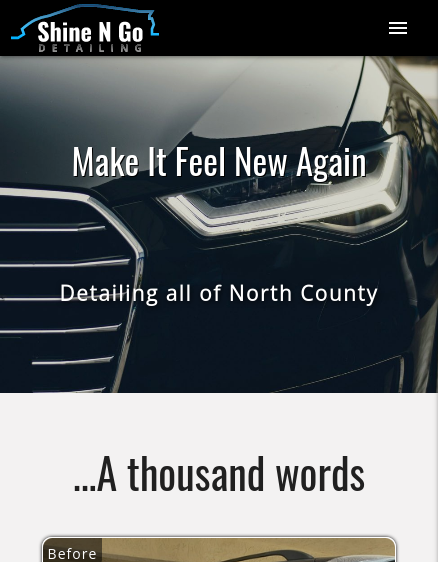 Shine N Go
DETAILING
Make It Feel New Again
Detailing all of North County
...A thousand words
Before